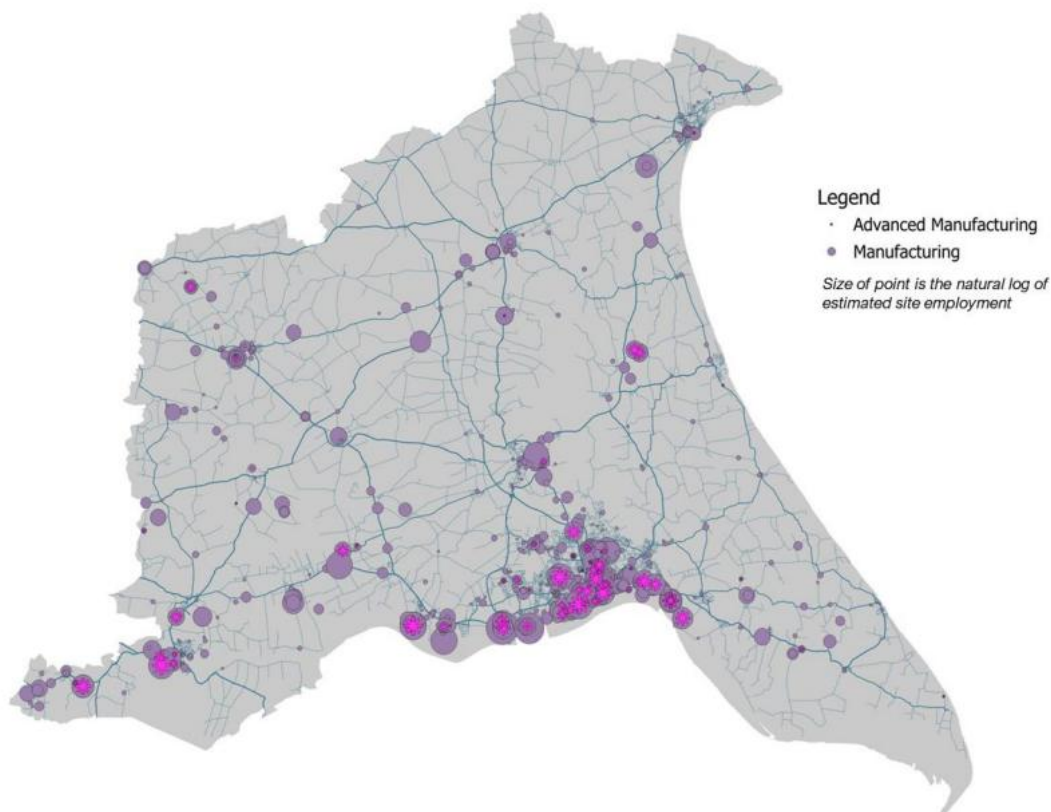 Legend
Advanced Manufacturing
Manufacturing
Size of point is the natural log of
estimated site employment